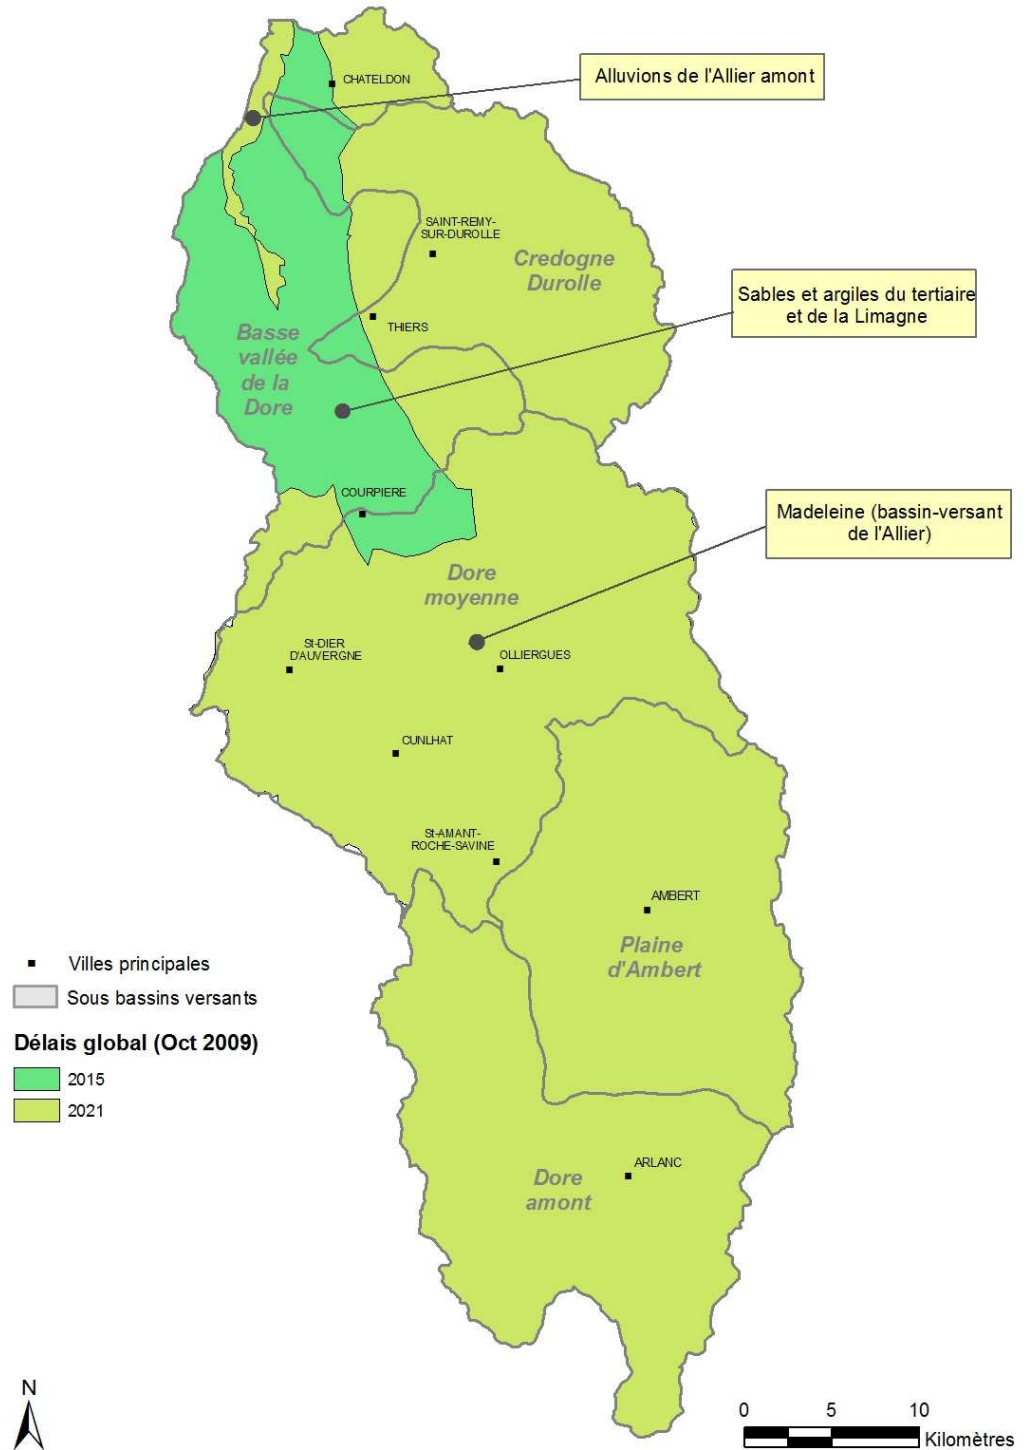 CHATELDON
Alluvions de l'Allier amont
SAINT-REMY-
SUR-DUROLLE
Credogne
Durolle
Sables et argiles du tertiaire
et de la Limagne
THIERS
Basse
vallée
de la
Dore
COURPIERE
Madeleine (bassin-versant
de l'Allier)
Dore
moyenne
St-DIER
D'AUVERGNE
OLLIERGUES
CUNLHAT
St-AMANT-
ROCHE-SAVINE
AMBERT
Plaine
d'Ambert
Villes principales
Sous bassins versants
Délais global (Oct 2009)
2015
2021
ARLANC
Dore
amont
N
0 5 10
Kilomètres